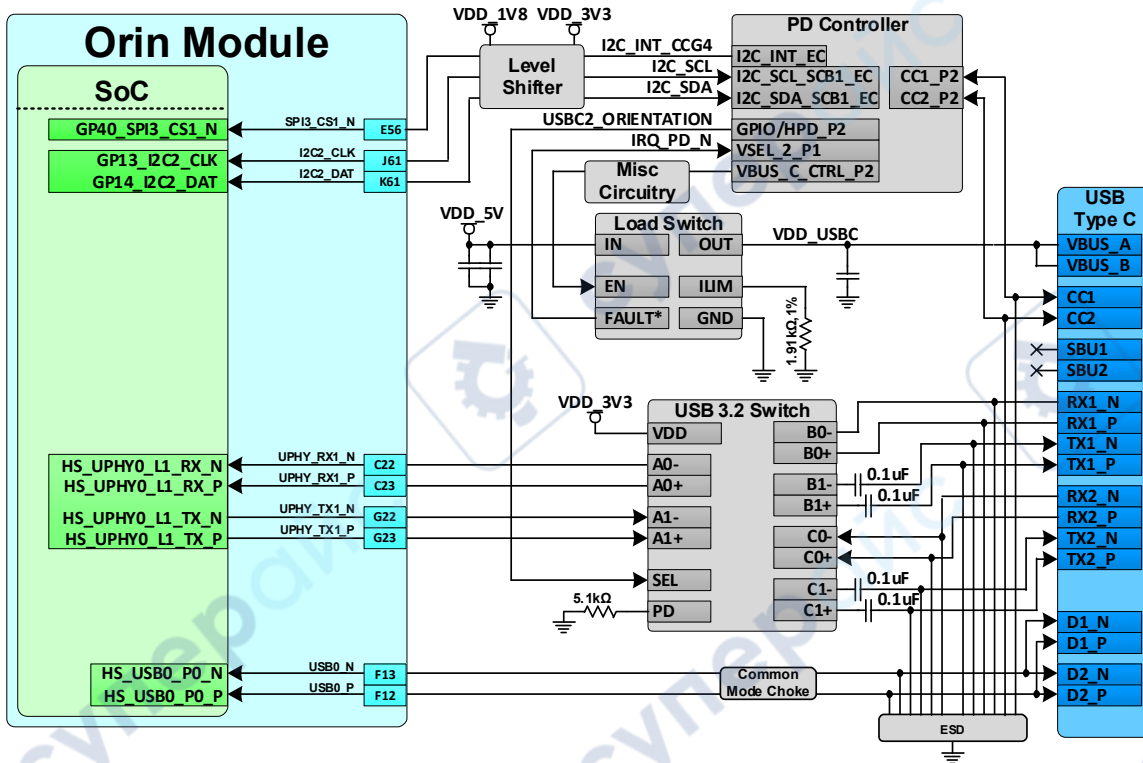 VDD_1V8 VDD_3V3
Orin Module
SoC
GP40_SPI3_CS1_N
SPI3_CS1_N
E56
GP13_I2C2_CLK
I2C2_CLK
J61
GP14_I2C2_DAT
I2C2_DAT
K61
Level
Shifter
I2C_INT_CCG4
I2C_SCL
I2C_SDA
USBC2_ORIENTATION
IRQ_PD_N
PD Controller
I2C_INT_EC
I2C_SCL_SCB1_EC
I2C_SDA_SCB1_EC
GPIO/HPD_P2
VSEL_2_P1
VBUS_C_CTRL_P2
CC1_P2
CC2_P2
Misc
Circuitry
VDD_5V
Load Switch
IN
OUT
EN
ILIM
FAULT*
GND
VDD_USBC
1.91kΩ,1%
VDD_3V3
USB 3.2 Switch
VDD
A0-
A0+
A1-
A1+
SEL
PD
B0-
B0+
B1-
B1+
C0-
C0+
C1-
C1+
0.1uF
0.1uF
0.1uF
0.1uF
5.1kΩ
HS_UPHY0_L1_RX_N
UPHY_RX1_N
C22
HS_UPHY0_L1_RX_P
UPHY_RX1_P
C23
HS_UPHY0_L1_TX_N
UPHY_TX1_N
G22
HS_UPHY0_L1_TX_P
UPHY_TX1_P
G23
HS_USB0_P0_N
USB0_N
F13
HS_USB0_P0_P
USB0_P
F12
Common
Mode Choke
ESD
USB
Type C
VBUS_A
VBUS_B
CC1
CC2
SBU1
SBU2
RX1_N
RX1_P
TX1_N
TX1_P
RX2_N
RX2_P
TX2_N
TX2_P
D1_N
D1_P
D2_N
D2_P